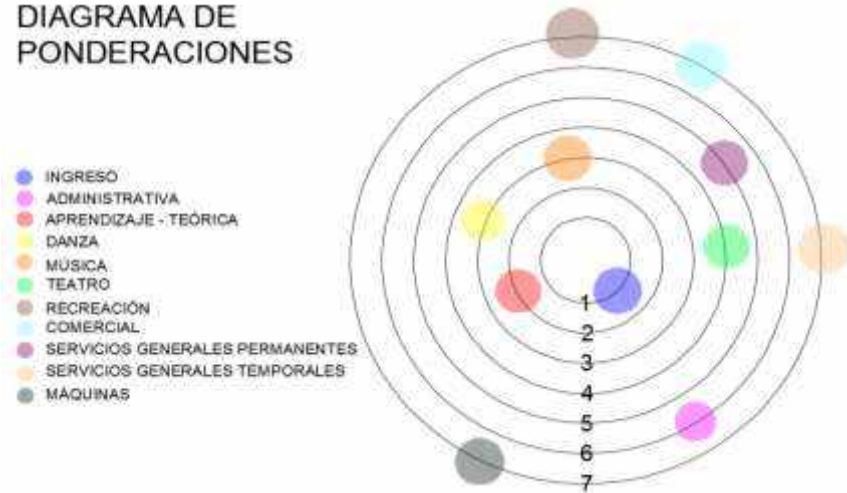 DIAGRAMA DE
PONDERACIONES
INGRESO
ADMINISTRATIVA
APRENDIZAJE - TEÓRICA
DANZA
MÚSICA
TEATRO
RECREACIÓN
COMERCIAL
SERVICIOS GENERALES PERMANENTES
SERVICIOS GENERALES TEMPORALES
MÁQUINAS
1
2
3
4
5
6
7